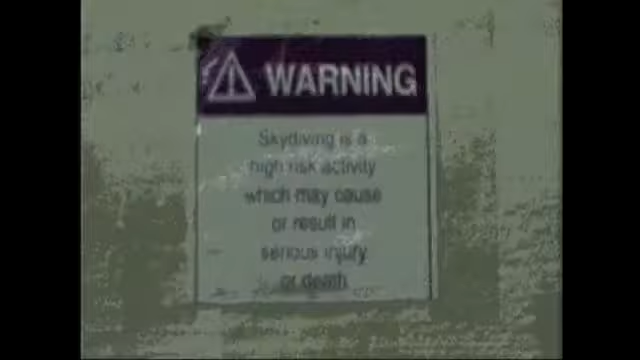 WARNING
Skydiving is a
high risk activity
which may cause
or result in
serious injury
or death